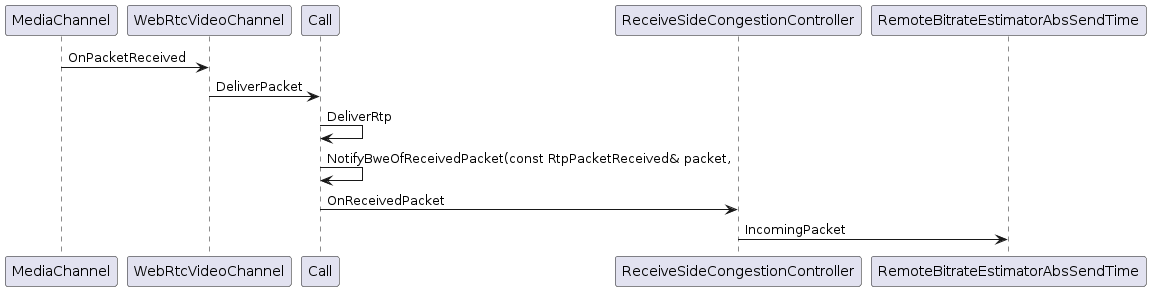 MediaChannel WebRtcVideoChannel Call ReceiveSideCongestionController RemoteBitrateEstimatorAbsSendTime
OnPacketReceived
DeliverPacket
DeliverRtp
NotifyBweOfReceivedPacket(const RtpPacketReceived& packet,
OnReceivedPacket
IncomingPacket
MediaChannel WebRtcVideoChannel Call ReceiveSideCongestionController RemoteBitrateEstimatorAbsSendTime